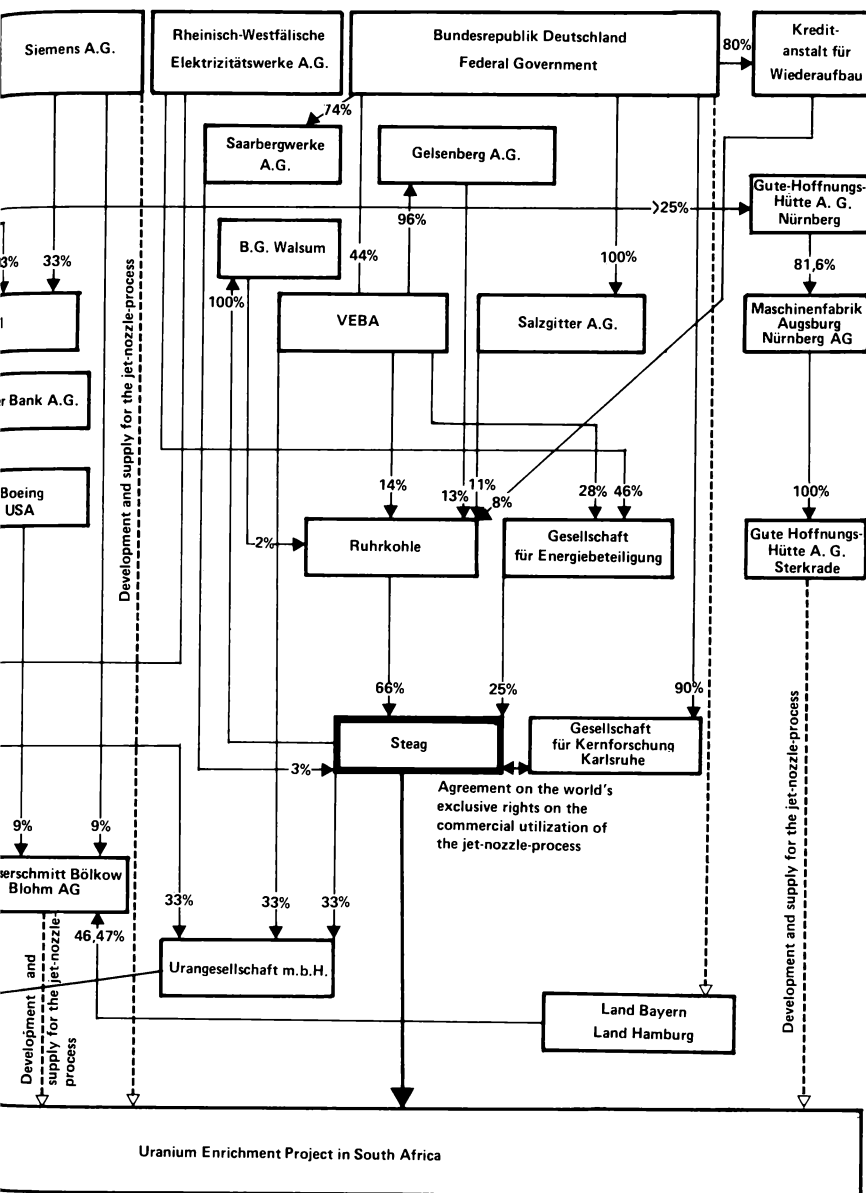 Siemens A.G.
Rheinisch-Westfälische
Elektrizitätswerke A.G.
Bundesrepublik Deutschland
Federal Government
80%
Kredit-
anstalt für
Wiederaufbau
74%
Saarbergwerke
A.G.
Gelsenberg A.G.
Gute-Hoffnungs-
Hütte A. G.
Nürnberg
>25%
96%
B.G. Walsum
3%
33%
44%
100%
81,6%
100%
VEBA
Salzgitter A.G.
Maschinenfabrik
Augsburg
Nürnberg AG
Bank A.G.
Development and supply for the jet-nozzle-process
Boeing
USA
14%
13%
11%
8%
28%
46%
100%
2%
Ruhrkohle
Gesellschaft
für Energiebeteiligung
Gute Hoffnungs-
Hütte A. G.
Sterkrade
66%
25%
90%
Steag
Gesellschaft
für Kernforschung
Karlsruhe
3%
Agreement on the world's
exclusive rights on the
commercial utilization of
the jet-nozzle-process
9%
9%
serschmitt Bölkow
Blohm AG
46,47%
33%
33%
33%
Urangesellschaft m.b.H.
Development and
supply for the jet-nozzle-
process
Development and supply for the jet-nozzle-process
Land Bayern
Land Hamburg
Uranium Enrichment Project in South Africa